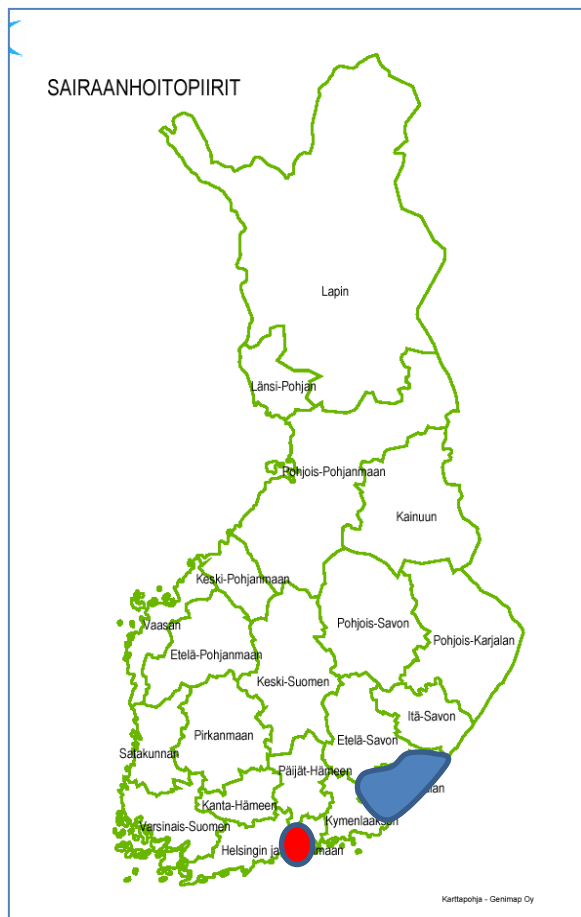 SAIRAANHOITOPIIRIT
Lapin
Länsi-Pohjan
Pohjois-Pohjanmaan
Kainuun
Keski-Pohjanmaan
Vaasan
Pohjois-Savon
Pohjois-Karjalan
Etelä-Pohjanmaan
Keski-Suomen
Itä-Savon
Pirkanmaan
Etelä-Savon
Satakunnan
Päijät-Hämeen
Kanta-Hämeen
Kymenlaakson
Varsinais-Suomen
Helsingin ja
Karttapohja - Genimap Oy